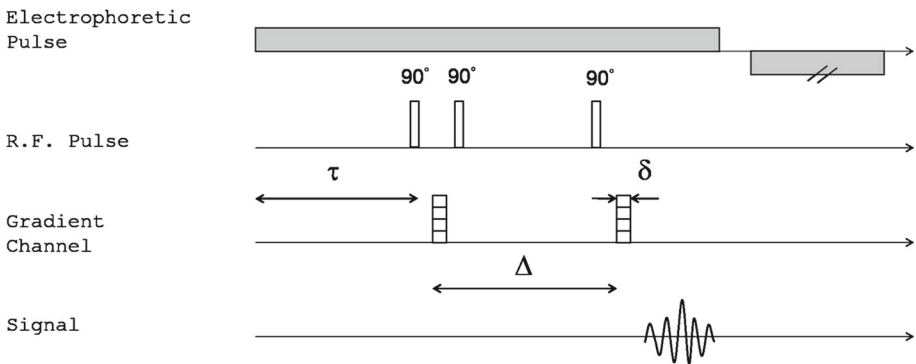 Electrophoretic
Pulse
90° 90° 90°
R.F. Pulse
τ δ
Gradient
Channel
Δ
Signal